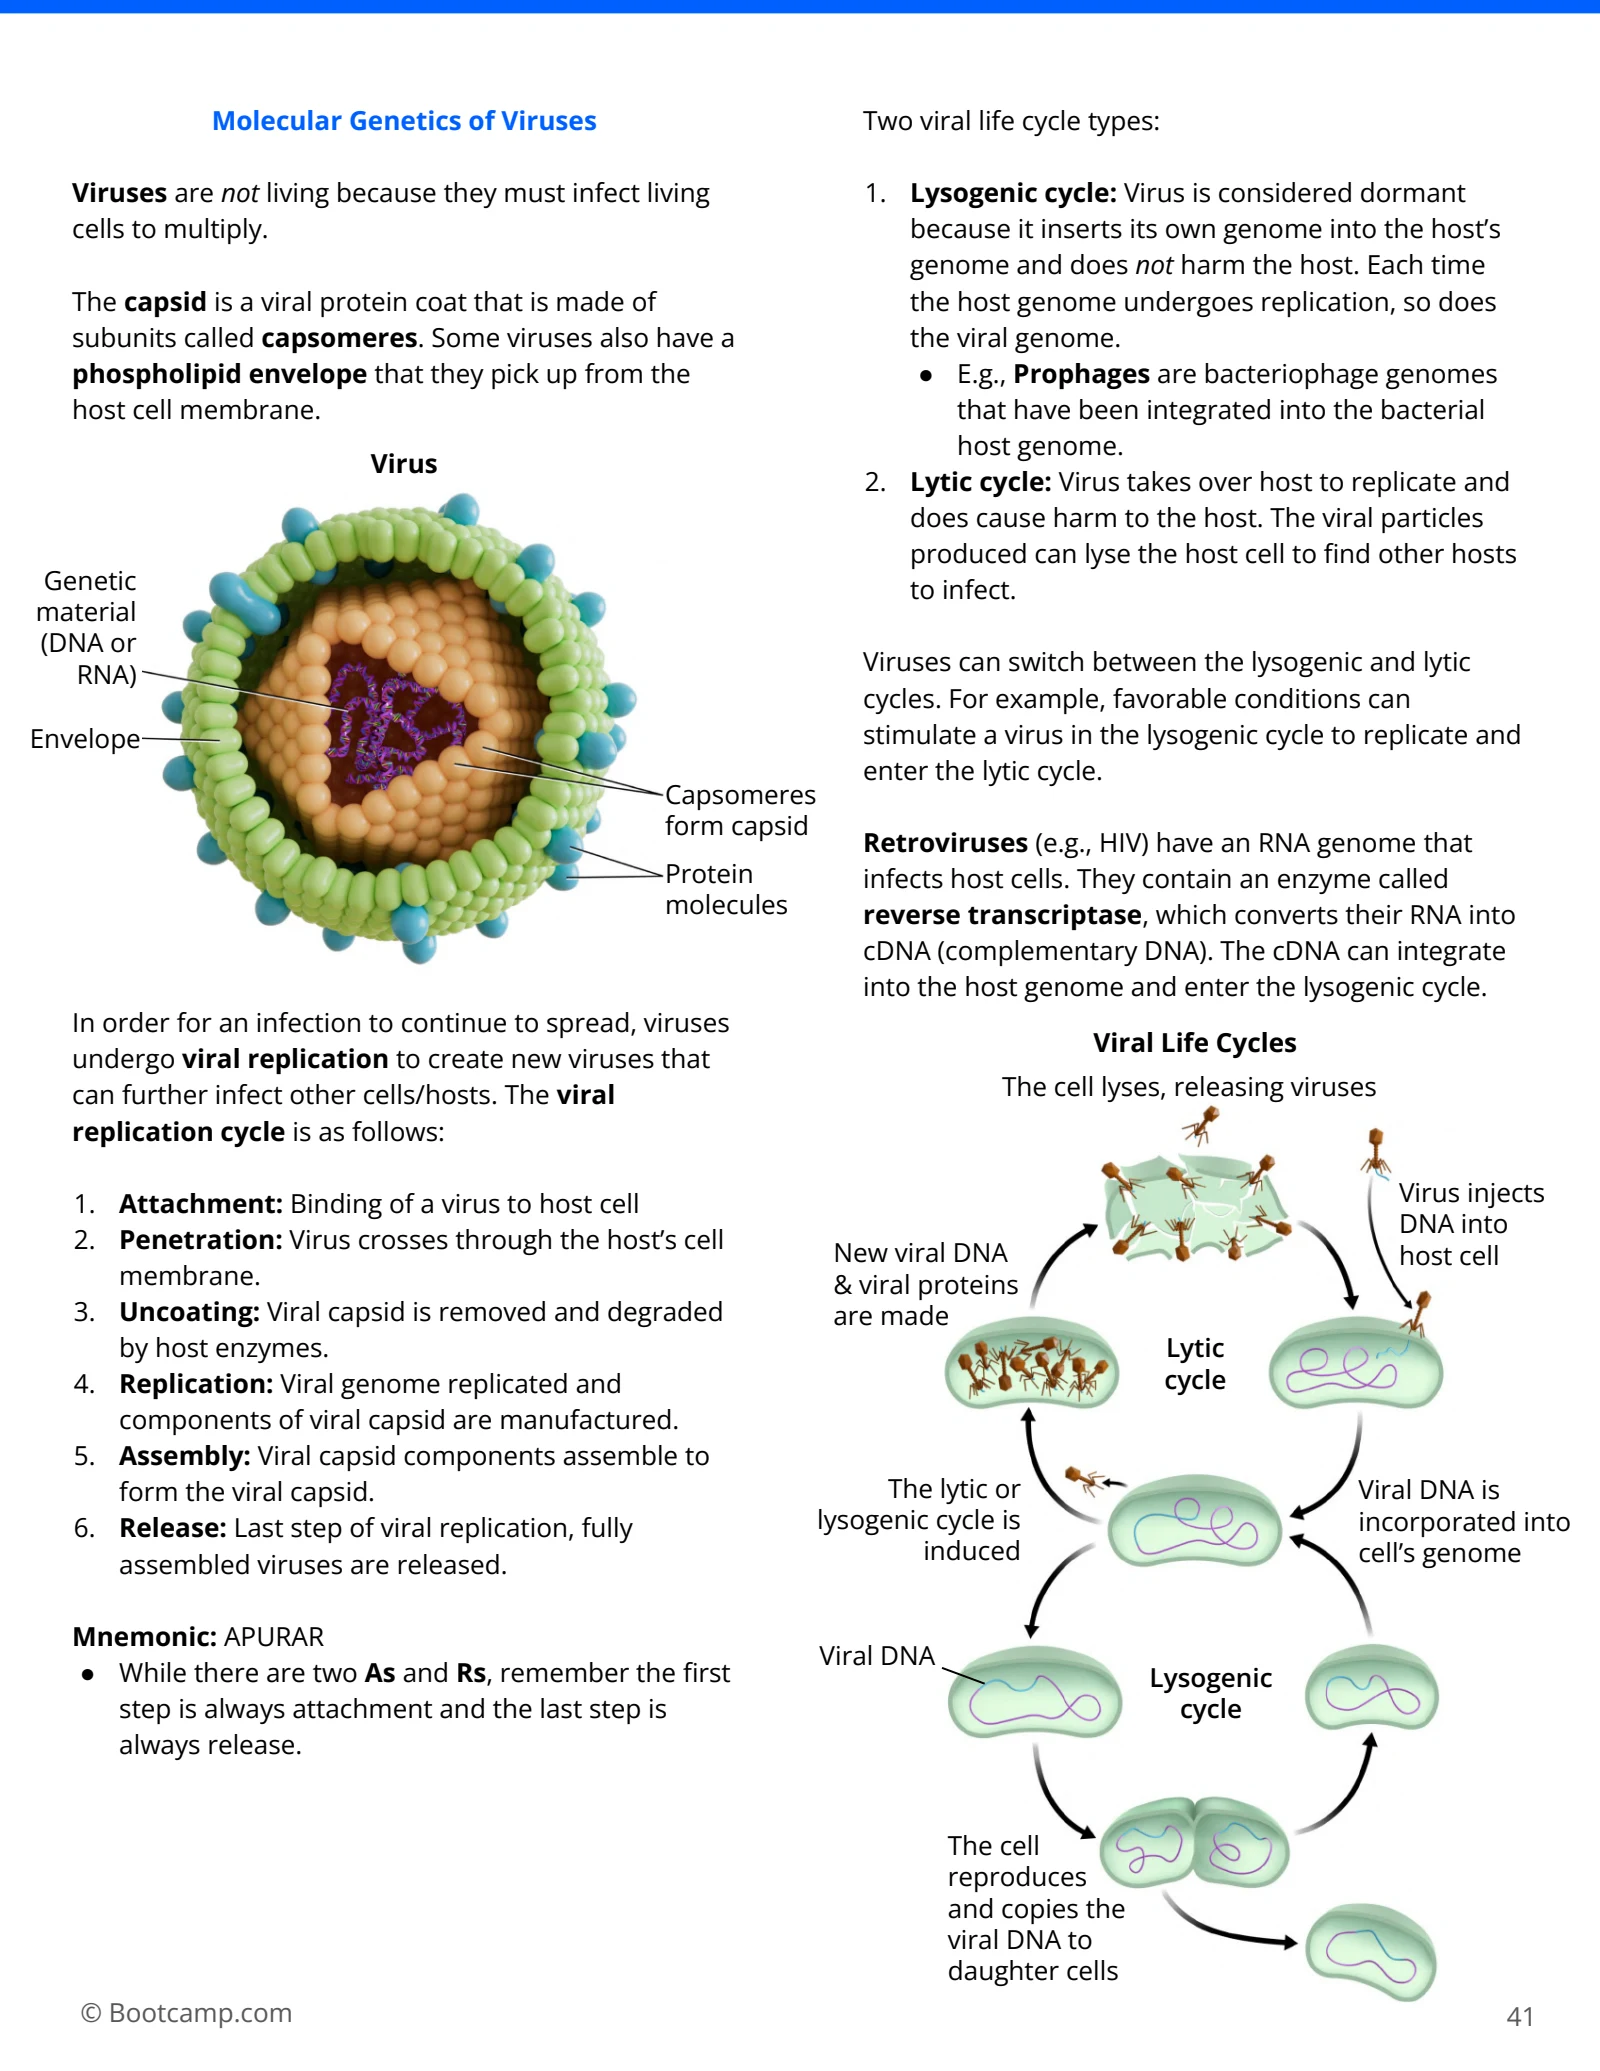 Molecular Genetics of Viruses
Viruses are not living because they must infect living
cells to multiply.
The capsid is a viral protein coat that is made of
subunits called capsomeres. Some viruses also have a
phospholipid envelope that they pick up from the
host cell membrane.
Virus
Genetic
material
(DNA or
RNA)
Envelope
Capsomeres
form capsid
Protein
molecules
In order for an infection to continue to spread, viruses
undergo viral replication to create new viruses that
can further infect other cells/hosts. The viral
replication cycle is as follows:
1. Attachment: Binding of a virus to host cell
2. Penetration: Virus crosses through the host's cell
membrane.
3. Uncoating: Viral capsid is removed and degraded
by host enzymes.
4. Replication: Viral genome replicated and
components of viral capsid are manufactured.
5. Assembly: Viral capsid components assemble to
form the viral capsid.
6. Release: Last step of viral replication, fully
assembled viruses are released.
Mnemonic: APURAR
● While there are two As and Rs, remember the first
step is always attachment and the last step is
always release.
Two viral life cycle types:
1. Lysogenic cycle: Virus is considered dormant
because it inserts its own genome into the host's
genome and does not harm the host. Each time
the host genome undergoes replication, so does
the viral genome.
● E.g., Prophages are bacteriophage genomes
that have been integrated into the bacterial
host genome.
2. Lytic cycle: Virus takes over host to replicate and
does cause harm to the host. The viral particles
produced can lyse the host cell to find other hosts
to infect.
Viruses can switch between the lysogenic and lytic
cycles. For example, favorable conditions can
stimulate a virus in the lysogenic cycle to replicate and
enter the lytic cycle.
Retroviruses (e.g., HIV) have an RNA genome that
infects host cells. They contain an enzyme called
reverse transcriptase, which converts their RNA into
cDNA (complementary DNA). The cDNA can integrate
into the host genome and enter the lysogenic cycle.
Viral Life Cycles
The cell lyses, releasing viruses
Virus injects
DNA into
host cell
New viral DNA
& viral proteins
are made
Lytic
cycle
The lytic or
lysogenic cycle is
induced
Viral DNA is
incorporated into
cell's genome
Viral DNA
Lysogenic
cycle
The cell
reproduces
and copies the
viral DNA to
daughter cells
© Bootcamp.com
41